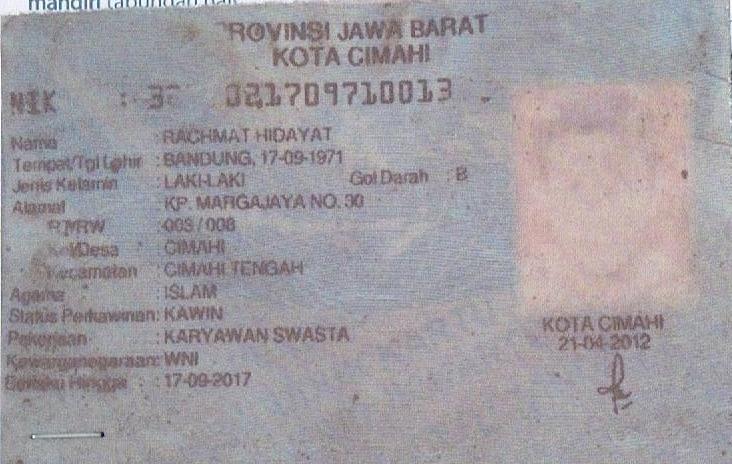 mandiri tabungan
PROVINSI JAWA BARAT
KOTA CIMAHI
NIK : 3 021709710013
Nama : RACHMAT HIDAYAT
Tempat/Tgl Lahir : BANDUNG, 17-09-1971
Jenis Kelamin : LAKI-LAKI Gol Darah : B
Alamat : KP. MARGAJAYA NO. 30
RT/RW : 003/008
Kel/Desa : CIMAHI
Kecamatan : CIMAHI TENGAH
Agama : ISLAM
Status Perkawinan: KAWIN
Pekerjaan : KARYAWAN SWASTA
Kewarganegaraan: WNI
Berlaku Hingga : 17-09-2017
KOTA CIMAHI
21-04-2012